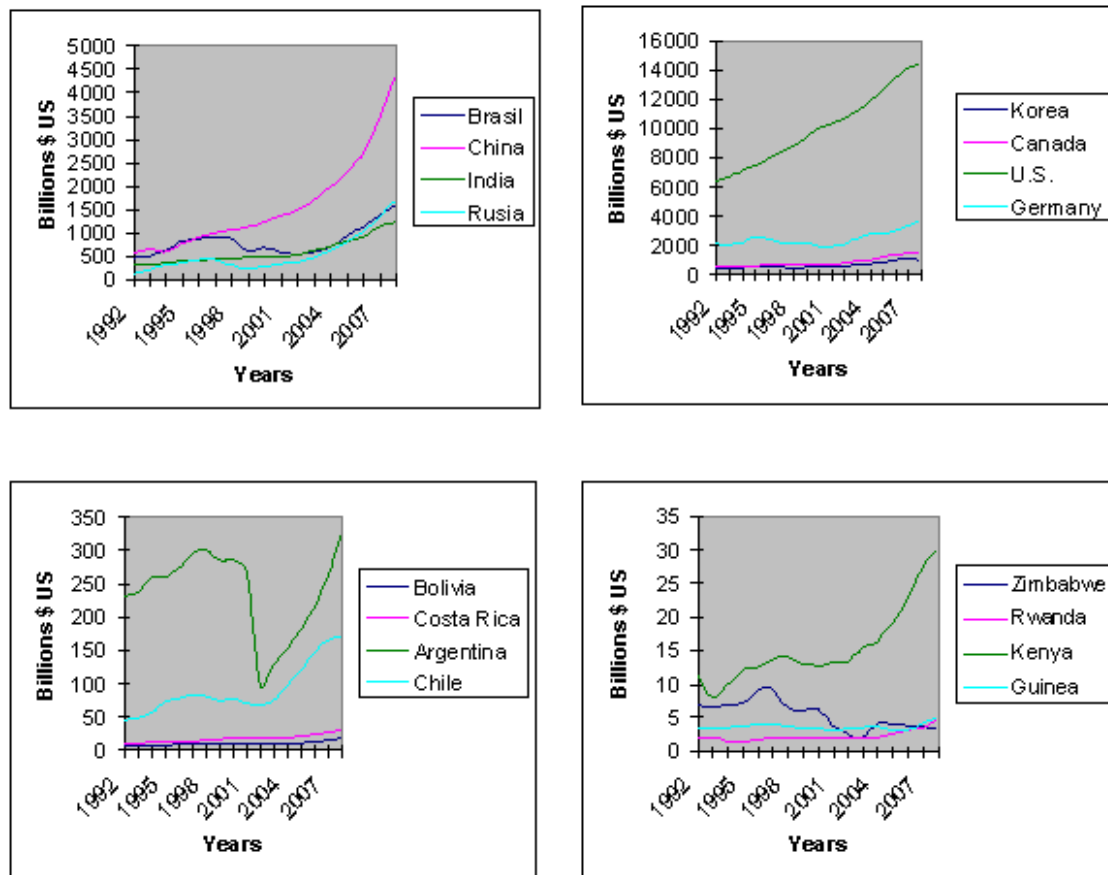 5000
4500
4000
3500
3000
2500
2000
1500
1000
500
0
Billions $ US
1992
1995
1998
2001
2004
2007
Years
Brasil
China
India
Rusia
16000
14000
12000
10000
8000
6000
4000
2000
0
Billions $ US
1992
1995
1998
2001
2004
2007
Years
Korea
Canada
U.S.
Germany
350
300
250
200
150
100
50
0
Billions $ US
1992
1995
1998
2001
2004
2007
Years
Bolivia
Costa Rica
Argentina
Chile
35
30
25
20
15
10
5
0
Billions $ US
1992
1995
1998
2001
2004
2007
Years
Zimbabwe
Rwanda
Kenya
Guinea